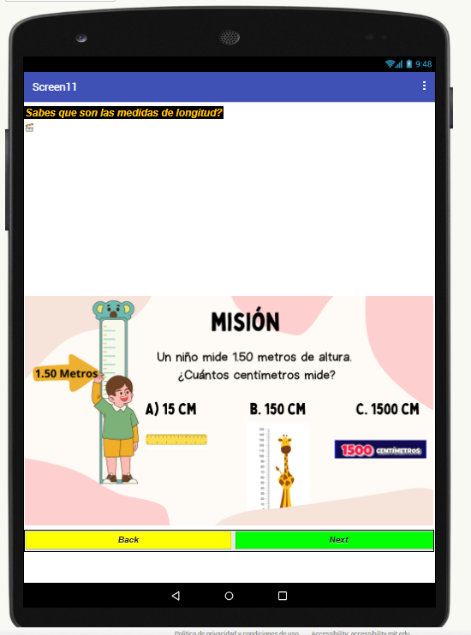 9:48
Screen11
Sabes que son las medidas de longitud?
MISIÓN
Un niño mide 1.50 metros de altura.
¿Cuántos centímetros mide?
1.50 Metros
A) 15 CM
B. 150 CM
C. 1500 CM
1500 CENTÍMETROS
Back
Next
Política de privacidad y condiciones de uso
Accessibility: accessibility.mit.edu